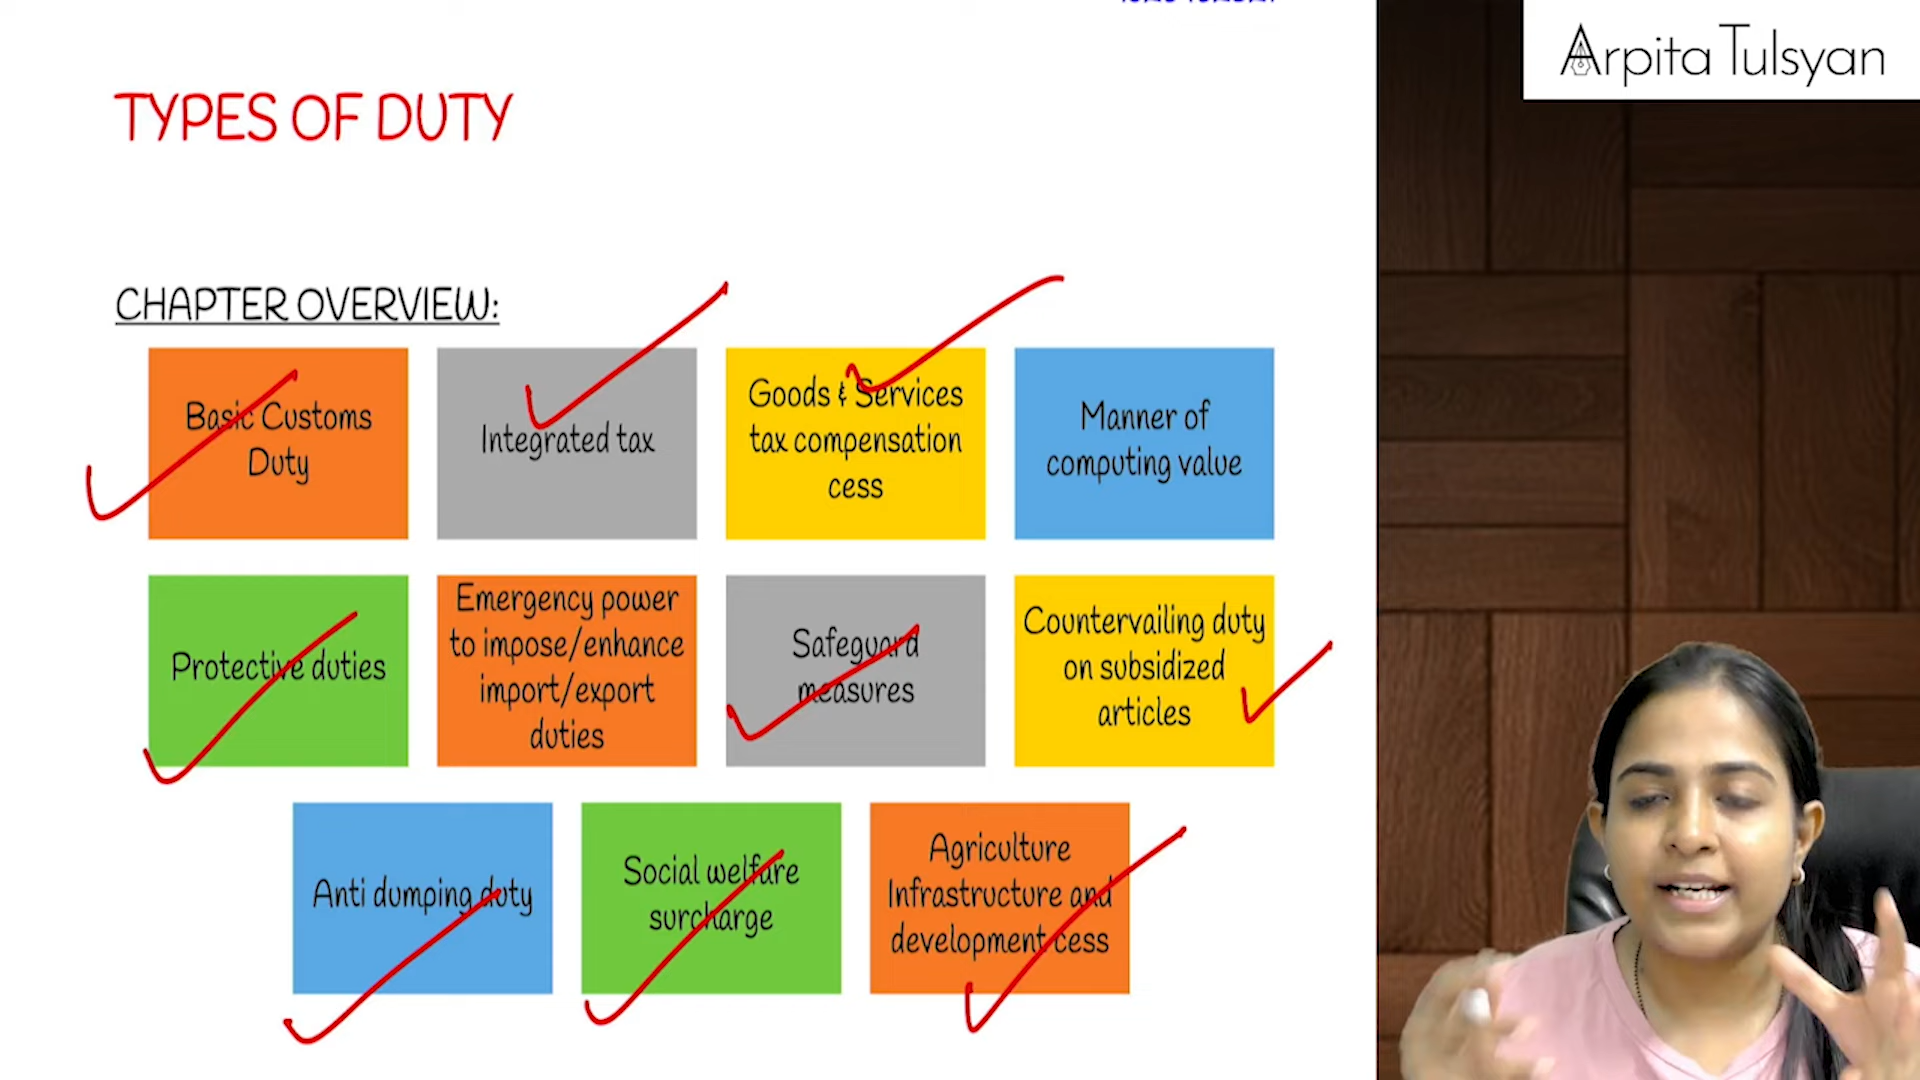 Arpita Tulsyan
TYPES OF DUTY
CHAPTER OVERVIEW:
Basic Customs
Duty
Integrated tax
Goods & Services
tax compensation
cess
Manner of
computing value
Protective duties
Emergency power
to impose/enhance
import/export
duties
Safeguard
measures
Countervailing duty
on subsidized
articles
Anti dumping duty
Social welfare
surcharge
Agriculture
Infrastructure and
development cess